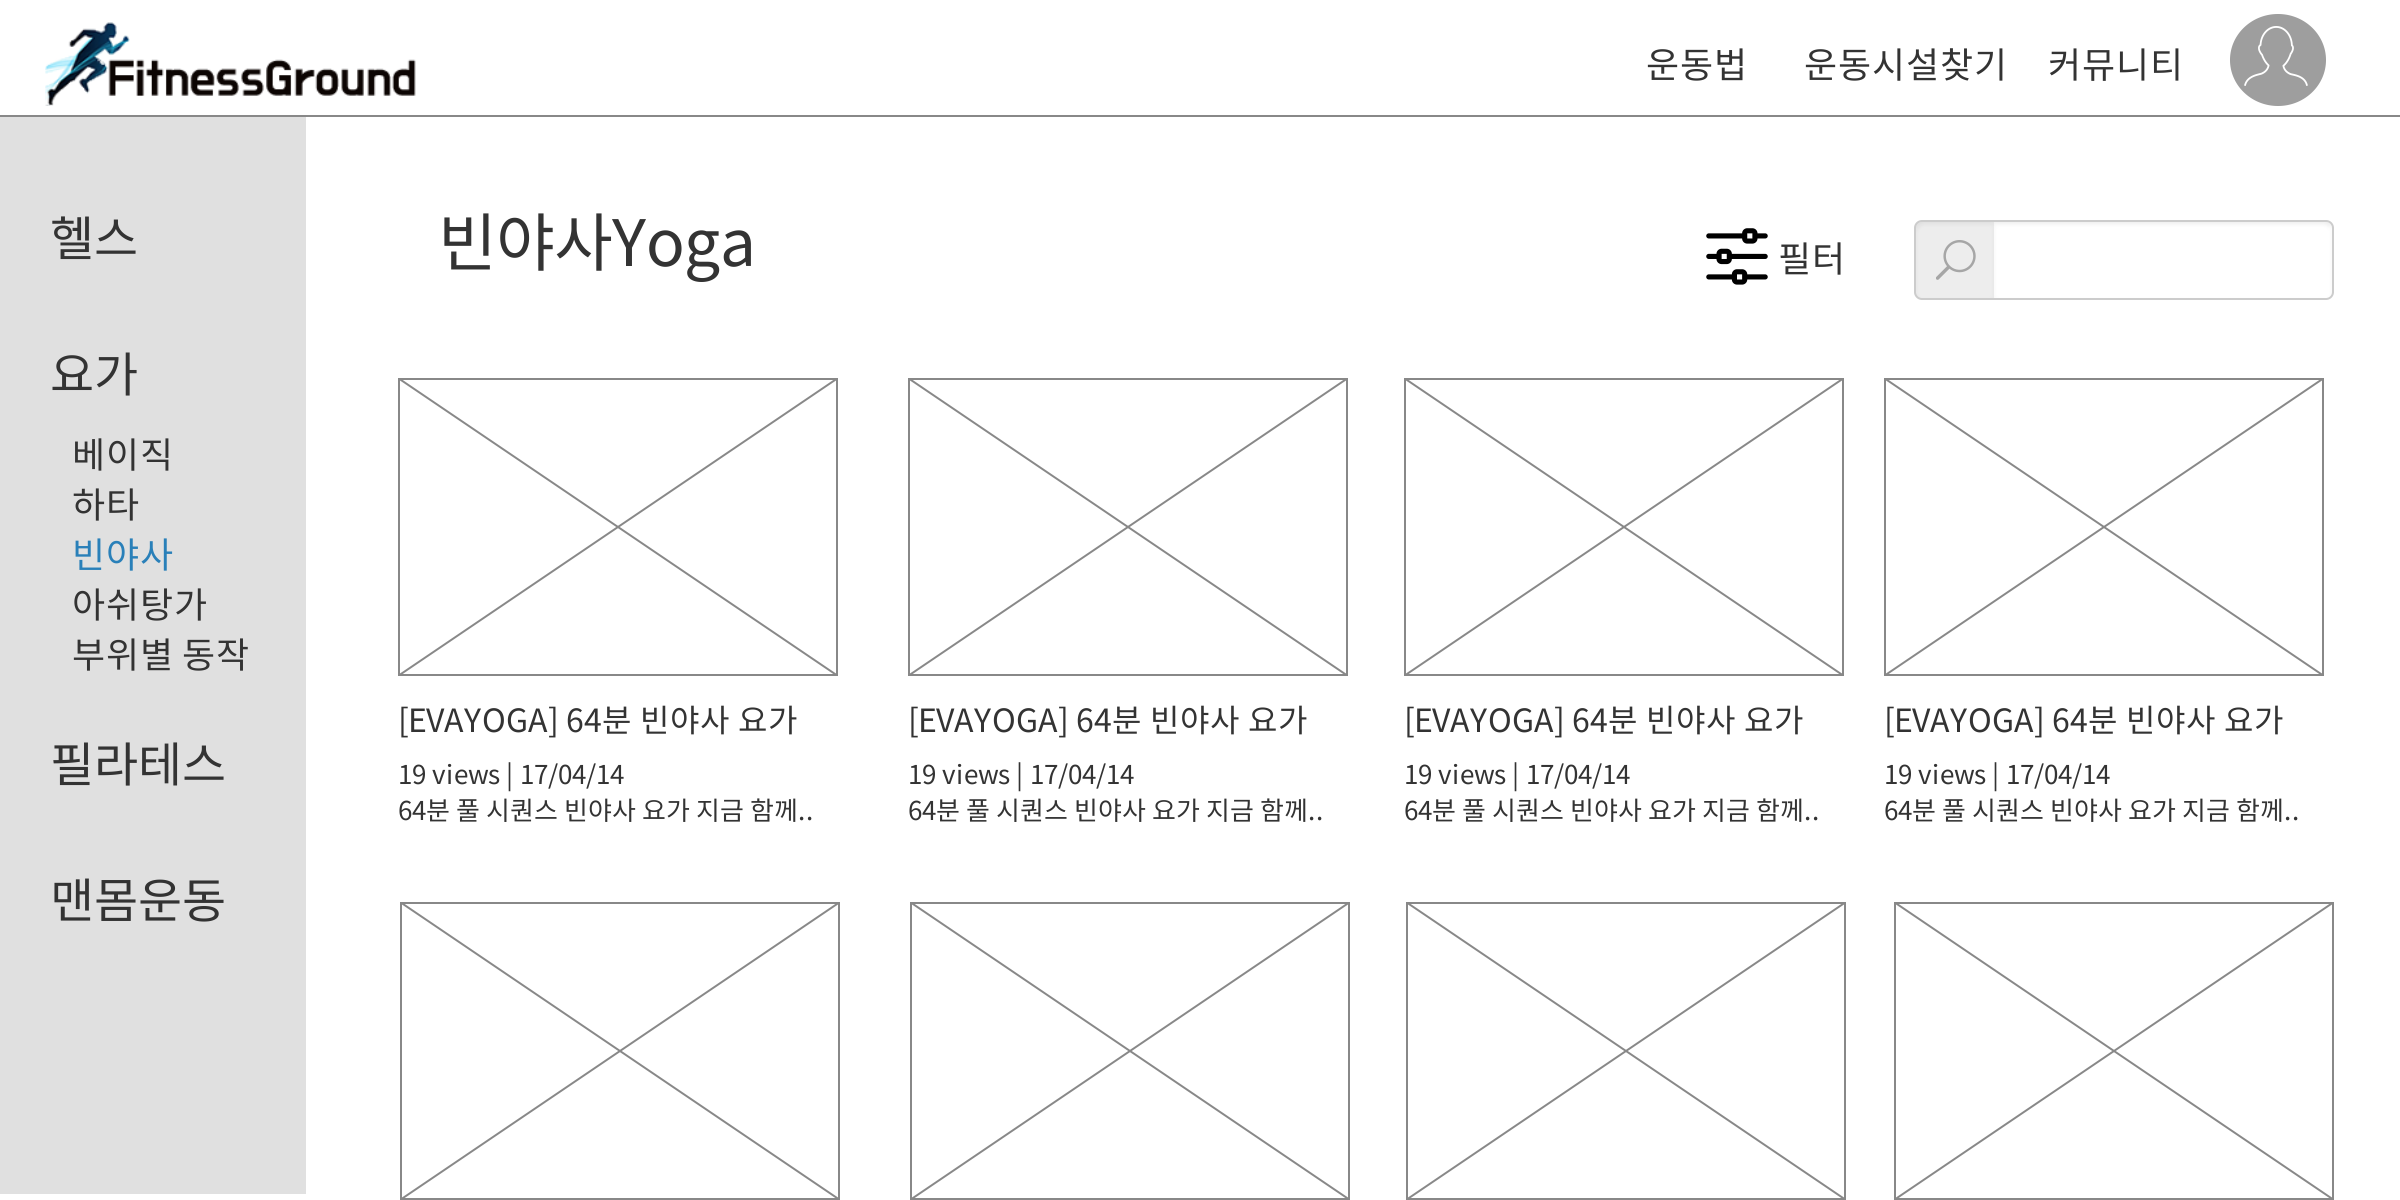 FitnessGround
운동법 운동시설찾기 커뮤니티
헬스
요가
베이직
하타
빈야사
아쉬탕가
부위별 동작
필라테스
맨몸운동
빈야사Yoga
필터
[EVAYOGA] 64분 빈야사 요가
19 views | 17/04/14
64분 풀 시퀀스 빈야사 요가 지금 함께..
[EVAYOGA] 64분 빈야사 요가
19 views | 17/04/14
64분 풀 시퀀스 빈야사 요가 지금 함께..
[EVAYOGA] 64분 빈야사 요가
19 views | 17/04/14
64분 풀 시퀀스 빈야사 요가 지금 함께..
[EVAYOGA] 64분 빈야사 요가
19 views | 17/04/14
64분 풀 시퀀스 빈야사 요가 지금 함께..